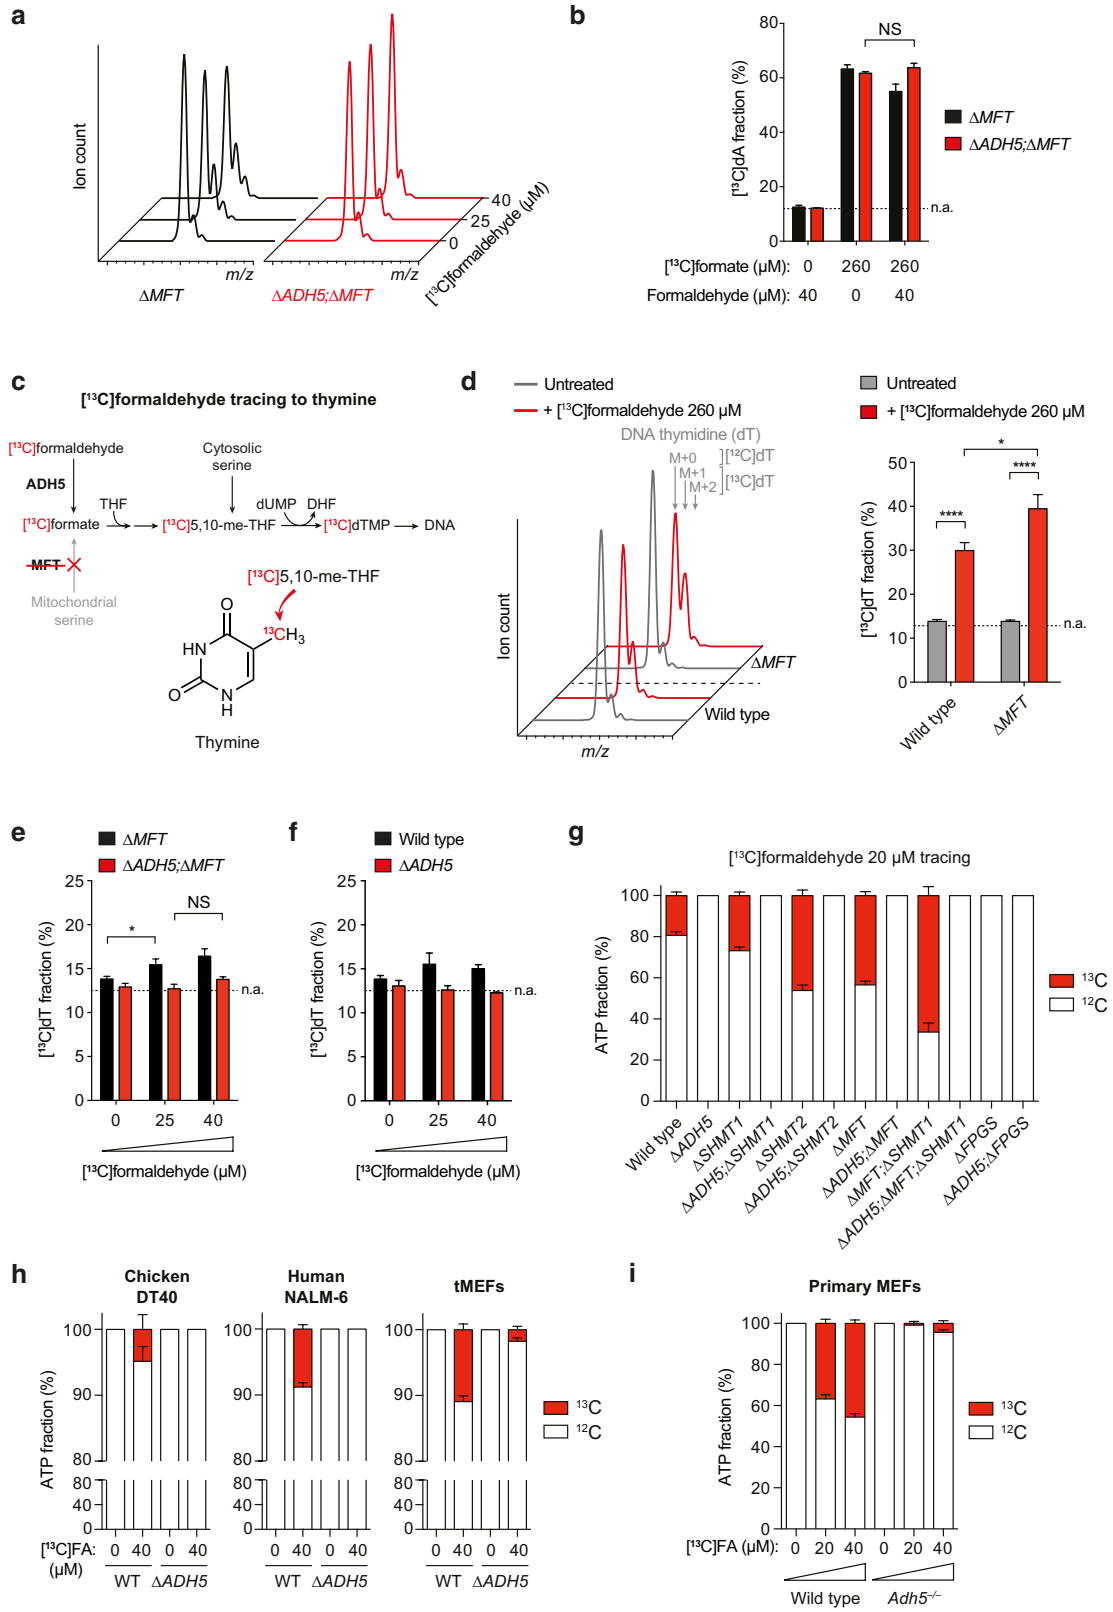 a
Ion count
m/z
m/z
ΔMFT
ΔADH5;ΔMFT
40
25
0
[¹³C]formaldehyde (µM)
b
[¹³C]dA fraction (%)
80
60
40
20
0
NS
n.a.
ΔMFT
ΔADH5;ΔMFT
[¹³C]formate (µM): 0 260 260
Formaldehyde (µM): 40 0 40
c
[¹³C]formaldehyde tracing to thymine
[¹³C]formaldehyde
Cytosolic
serine
ADH5
THF
dUMP
DHF
[¹³C]formate
[¹³C]5,10-me-THF
[¹³C]dTMP
DNA
MFT
Mitochondrial
serine
[¹³C]5,10-me-THF
O
¹³CH₃
HN
O
N
H
Thymine
d
Untreated
+ [¹³C]formaldehyde 260 µM
DNA thymidine (dT)
M+0
M+1
M+2
][¹²C]dT
][¹³C]dT
Ion count
ΔMFT
Wild type
m/z
Untreated
+ [¹³C]formaldehyde 260 µM
[¹³C]dT fraction (%)
50
40
30
20
10
0
*
****
****
n.a.
Wild type
ΔMFT
e
ΔMFT
ΔADH5;ΔMFT
[¹³C]dT fraction (%)
25
20
15
10
5
0
*
NS
n.a.
0 25 40
[¹³C]formaldehyde (µM)
f
Wild type
ΔADH5
[¹³C]dT fraction (%)
25
20
15
10
5
0
n.a.
0 25 40
[¹³C]formaldehyde (µM)
g
[¹³C]formaldehyde 20 µM tracing
ATP fraction (%)
100
80
60
40
20
0
¹³C
¹²C
Wild type
ΔADH5
ΔSHMT1
ΔADH5;ΔSHMT1
ΔSHMT2
ΔADH5;ΔSHMT2
ΔMFT
ΔADH5;ΔMFT
ΔMFT;ΔSHMT1
ΔADH5;ΔMFT;ΔSHMT1
ΔFPGS
ΔADH5;ΔFPGS
h
Chicken
DT40
Human
NALM-6
tMEFs
ATP fraction (%)
100
90
80
80
40
0
100
90
80
80
40
0
100
90
80
80
40
0
¹³C
¹²C
[¹³C]FA:
(µM)
0 40 0 40
0 40 0 40
0 40 0 40
WT ΔADH5
WT ΔADH5
WT ΔADH5
i
Primary MEFs
ATP fraction (%)
100
80
60
40
20
0
¹³C
¹²C
[¹³C]FA: (µM) 0 20 40 0 20 40
Wild type
Adh5⁻/⁻